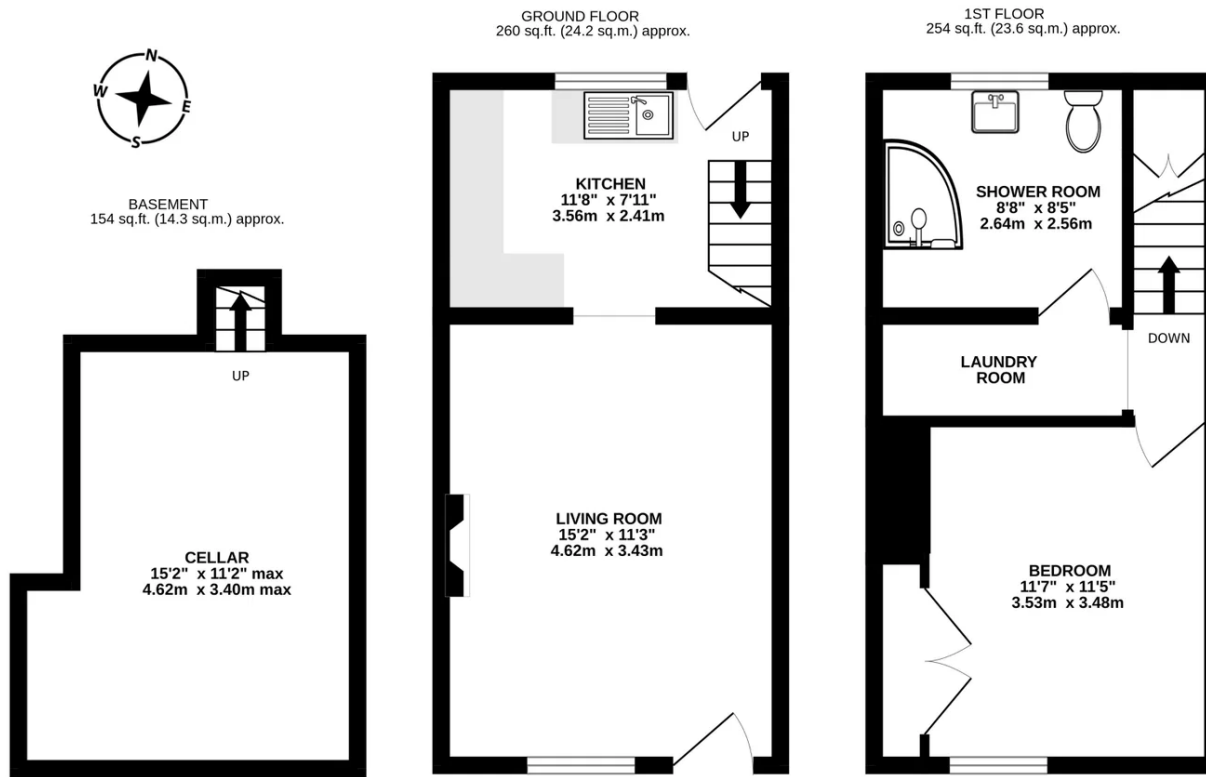 N
W
E
S
BASEMENT
154 sq.ft. (14.3 sq.m.) approx.
UP
CELLAR
15'2" x 11'2" max
4.62m x 3.40m max
GROUND FLOOR
260 sq.ft. (24.2 sq.m.) approx.
UP
KITCHEN
11'8" x 7'11"
3.56m x 2.41m
LIVING ROOM
15'2" x 11'3"
4.62m x 3.43m
1ST FLOOR
254 sq.ft. (23.6 sq.m.) approx.
SHOWER ROOM
8'8" x 8'5"
2.64m x 2.56m
DOWN
LAUNDRY
ROOM
BEDROOM
11'7" x 11'5"
3.53m x 3.48m